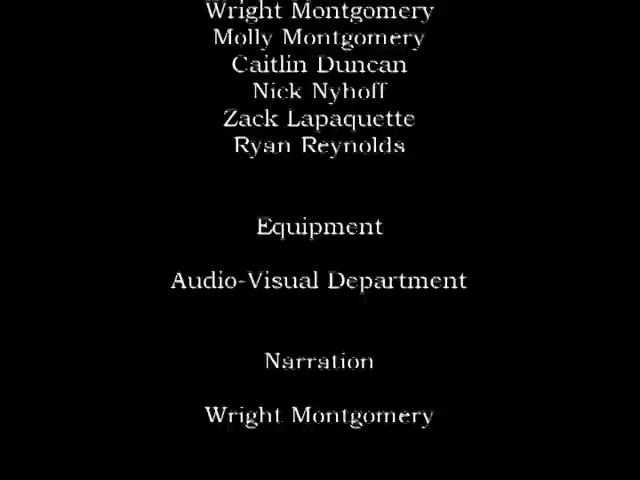 Wright Montgomery
Molly Montgomery
Caitlin Duncan
Nick Nyhoff
Zack Lapaquette
Ryan Reynolds
Equipment
Audio-Visual Department
Narration
Wright Montgomery